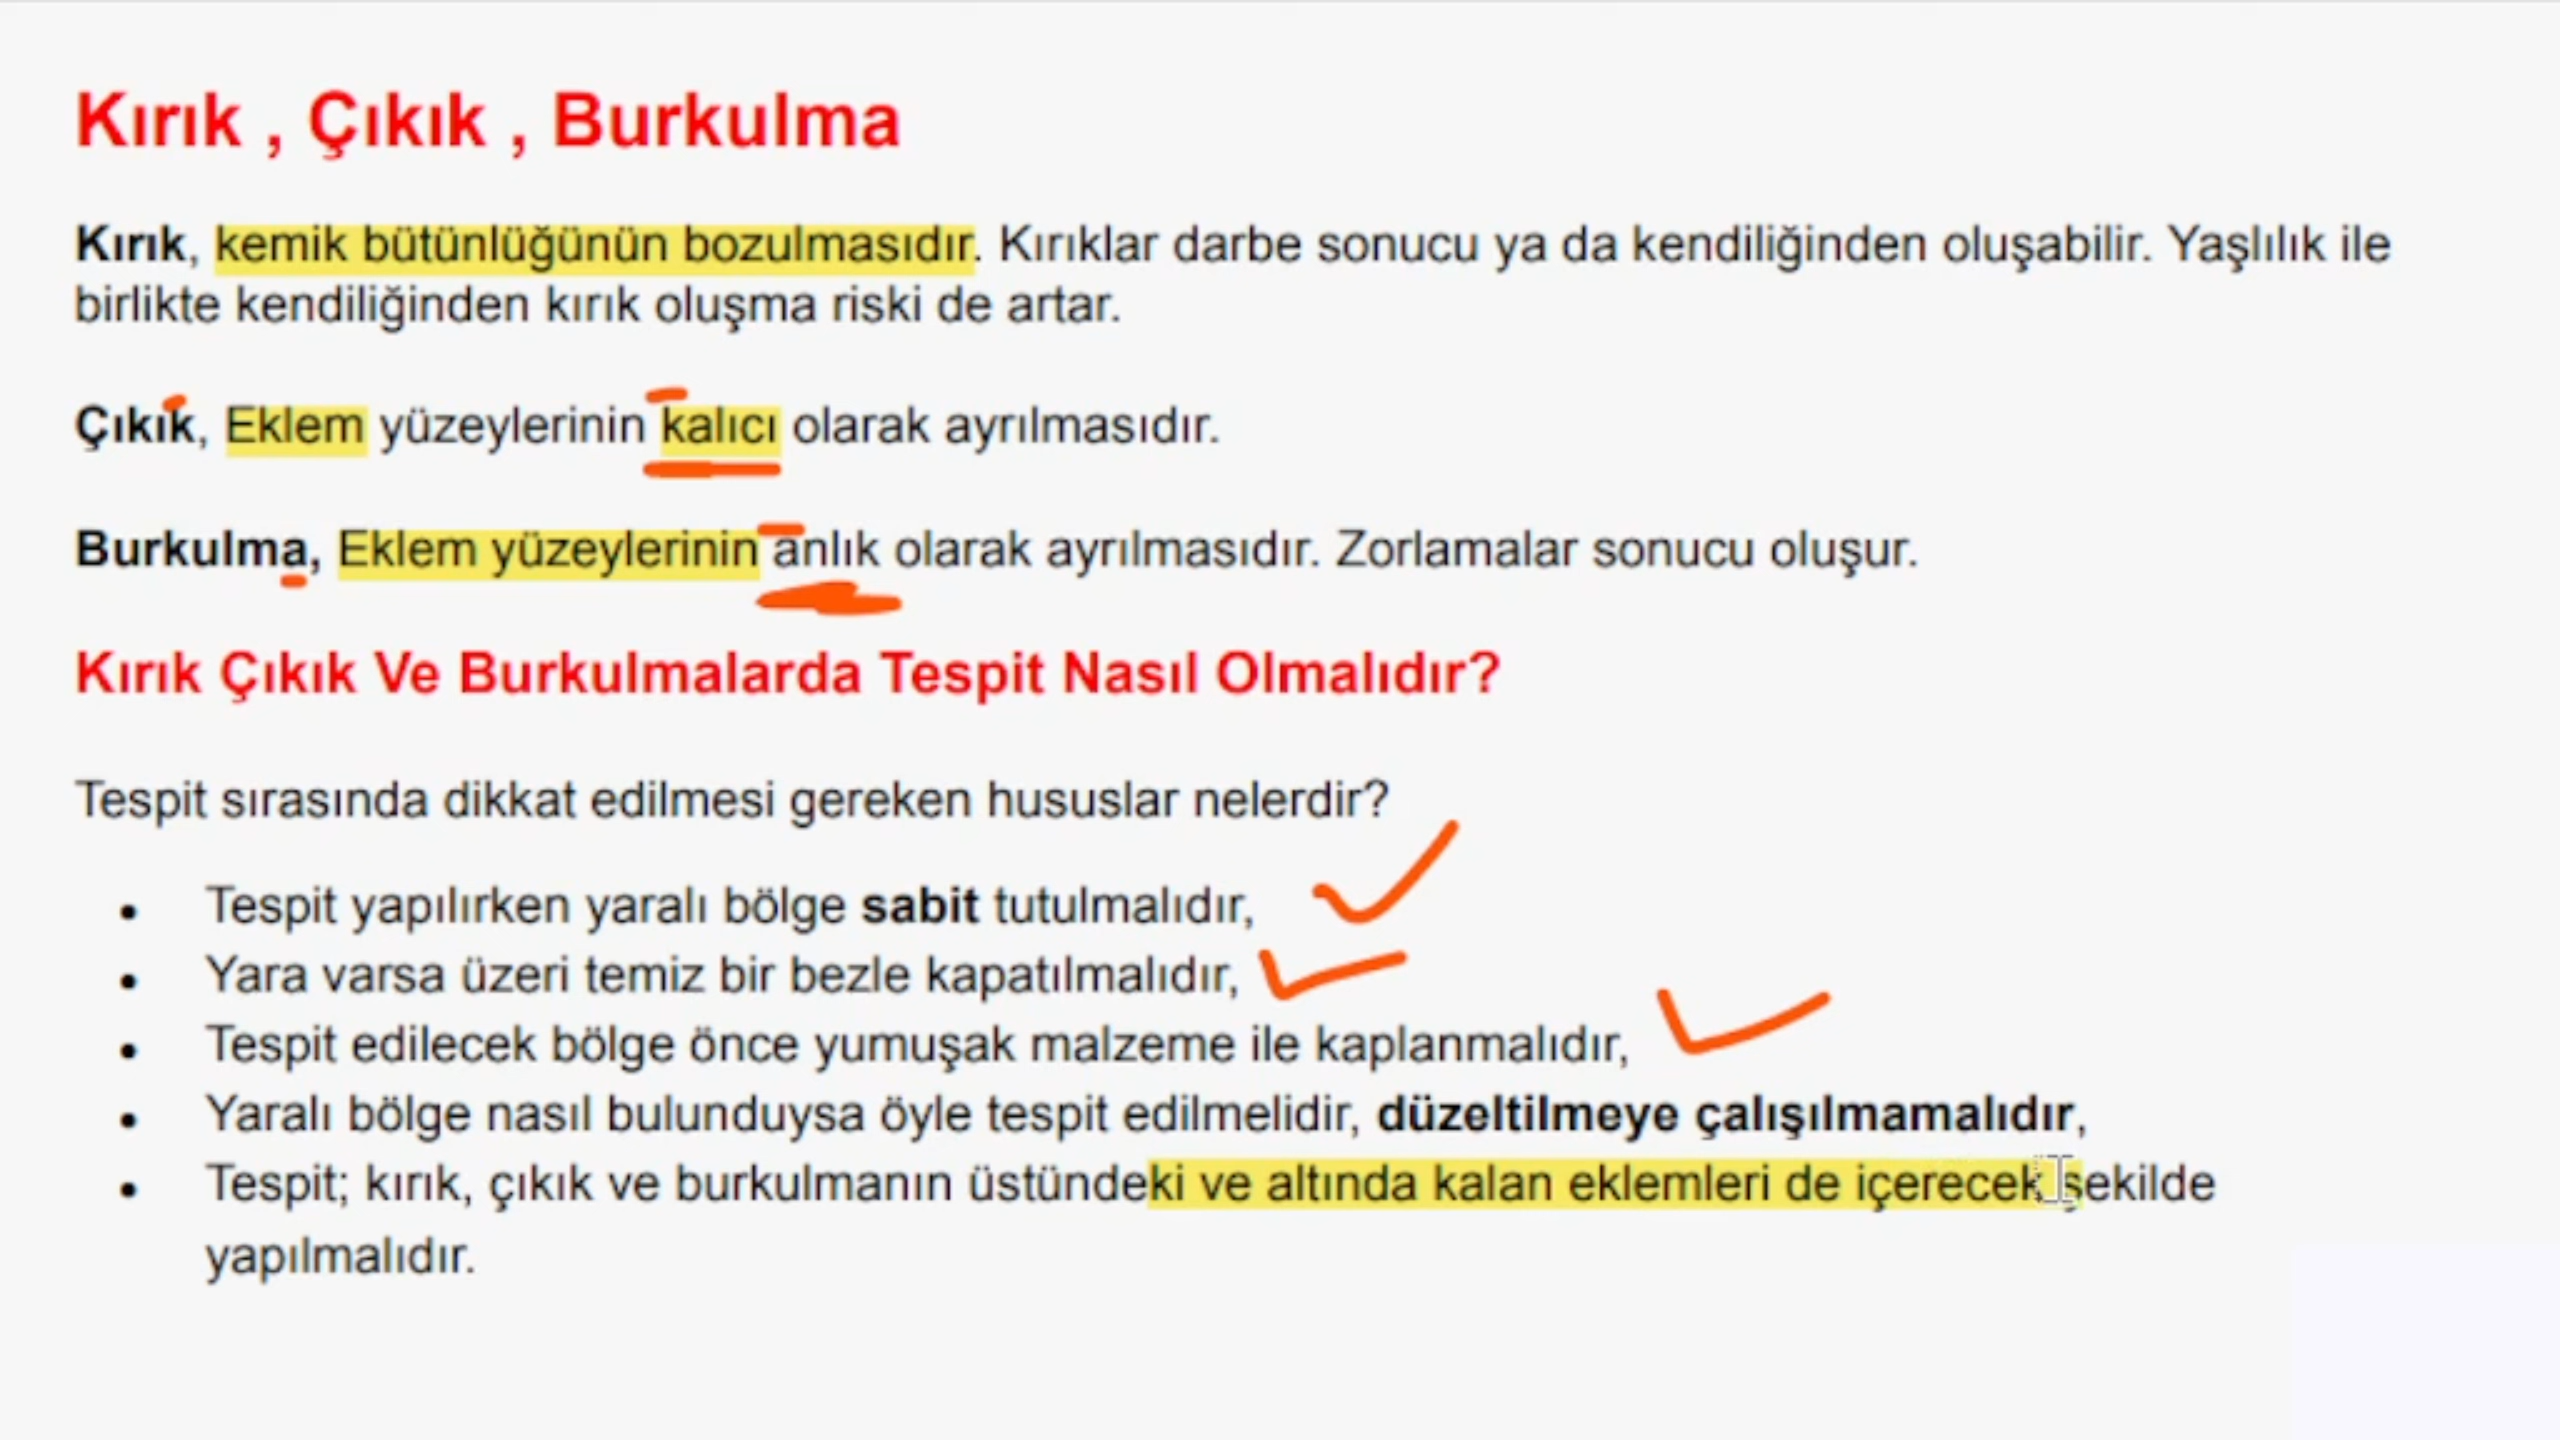 Kırık , Çıkık , Burkulma
Kırık, kemik bütünlüğünün bozulmasıdır. Kırıklar darbe sonucu ya da kendiliğinden oluşabilir. Yaşlılık ile
birlikte kendiliğinden kırık oluşma riski de artar.
Çıkık, Eklem yüzeylerinin kalıcı olarak ayrılmasıdır.
Burkulma, Eklem yüzeylerinin anlık olarak ayrılmasıdır. Zorlamalar sonucu oluşur.
Kırık Çıkık Ve Burkulmalarda Tespit Nasıl Olmalıdır?
Tespit sırasında dikkat edilmesi gereken hususlar nelerdir?
• Tespit yapılırken yaralı bölge sabit tutulmalıdır,
• Yara varsa üzeri temiz bir bezle kapatılmalıdır,
• Tespit edilecek bölge önce yumuşak malzeme ile kaplanmalıdır,
• Yaralı bölge nasıl bulunduysa öyle tespit edilmelidir, düzeltilmeye çalışılmamalıdır,
• Tespit; kırık, çıkık ve burkulmanın üstündeki ve altında kalan eklemleri de içerecek şekilde
yapılmalıdır.